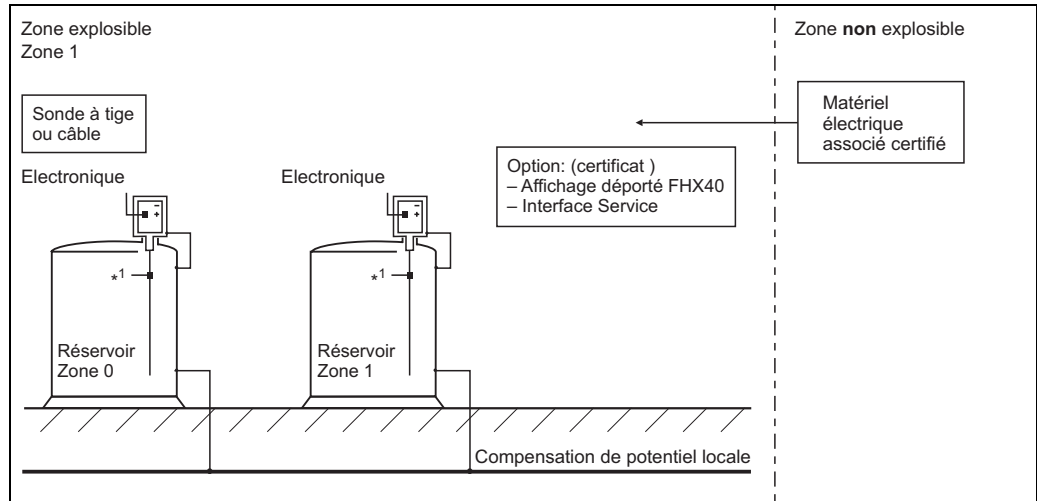 Zone explosible
Zone 1
Zone non explosible
Sonde à tige
ou câble
Matériel
électrique
associé certifié
Option: (certificat )
– Affichage déporté FHX40
– Interface Service
Electronique
Electronique
– +
– +
*1
*1
Réservoir
Zone 0
Réservoir
Zone 1
Compensation de potentiel locale